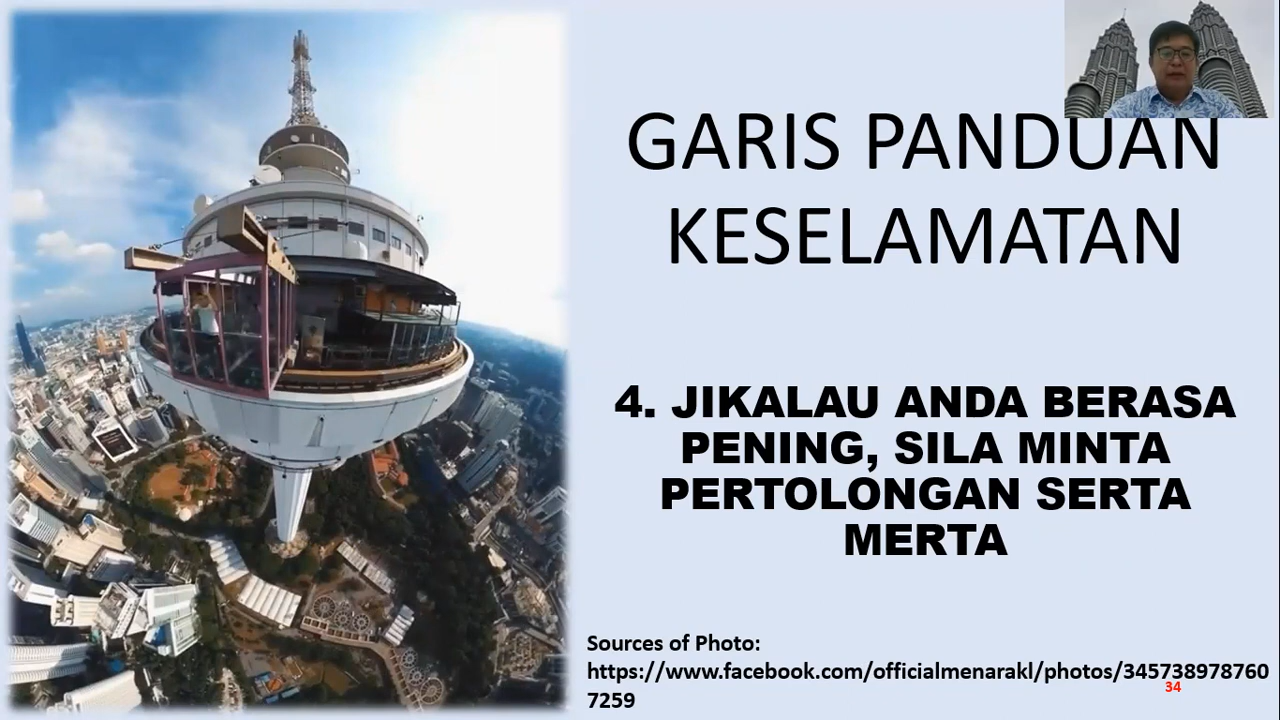 GARIS PANDUAN
KESELAMATAN
4. JIKALAU ANDA BERASA
PENING, SILA MINTA
PERTOLONGAN SERTA
MERTA
Sources of Photo:
https://www.facebook.com/officialmenarakl/photos/345738978760
7259
34